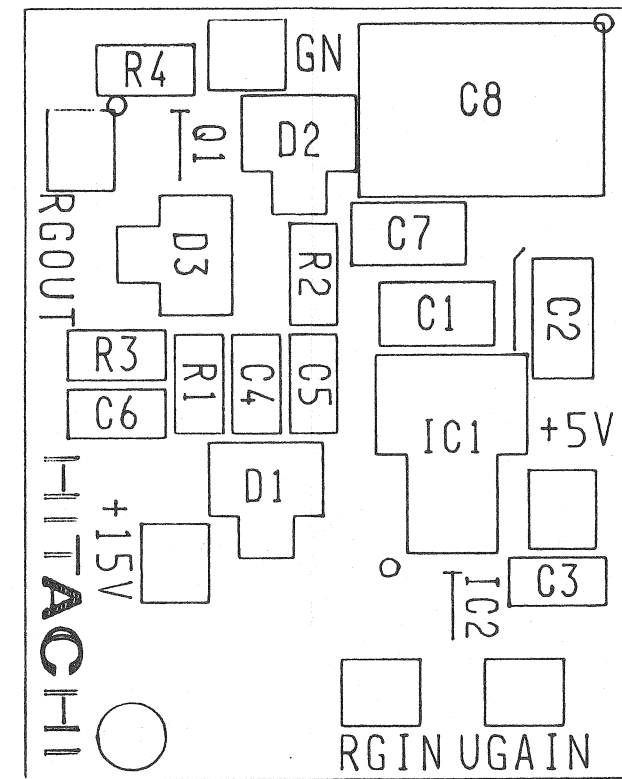 R4
GN
C8
Q1
D2
RGOUT
D3
C7
R2
C1
C2
R3
R1
C4
C5
C6
IC1
+5V
D1
HITACHI
+15V
C3
IC2
RGIN
UGAIN